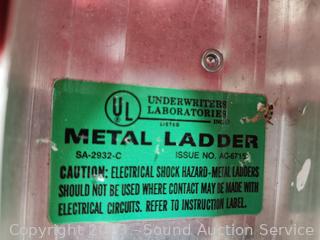 UL
UNDERWRITERS
LABORATORIES
INC.®
LISTED
METAL LADDER
SA-2932-C ISSUE NO. AC-6715
CAUTION: ELECTRICAL SHOCK HAZARD-METAL LADDERS
SHOULD NOT BE USED WHERE CONTACT MAY BE MADE WITH
ELECTRICAL CIRCUITS. REFER TO INSTRUCTION LABEL.
Sound Auction Service